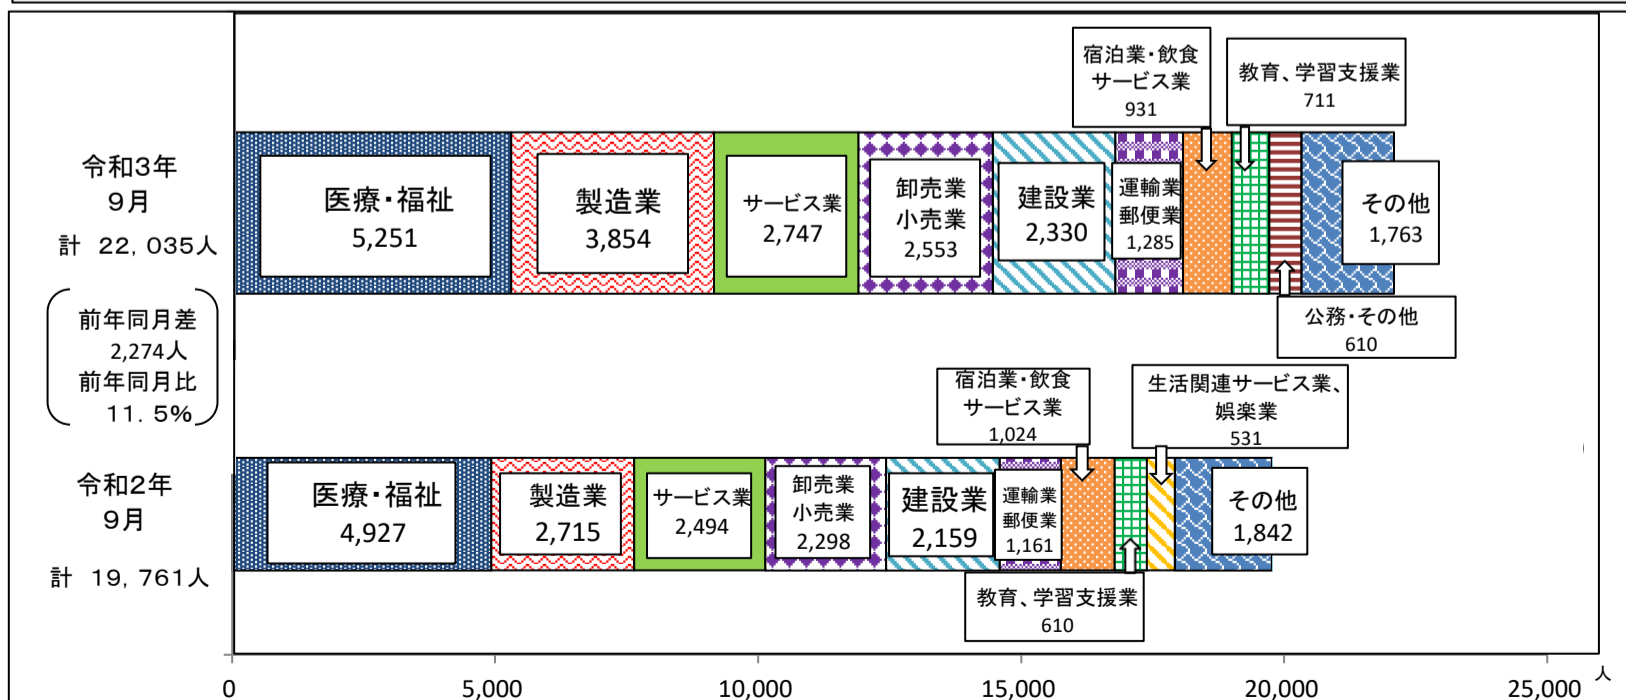 宿泊業・飲食
サービス業
931
教育、学習支援業
711
令和3年
9月
計 22,035人
医療・福祉
5,251
製造業
3,854
サービス業
2,747
卸売業
小売業
2,553
建設業
2,330
運輸業
郵便業
1,285
その他
1,763
公務・その他
610
前年同月差
2,274人
前年同月比
11.5%
宿泊業・飲食
サービス業
1,024
生活関連サービス業、
娯楽業
531
令和2年
9月
計 19,761人
医療・福祉
4,927
製造業
2,715
サービス業
2,494
卸売業
小売業
2,298
建設業
2,159
運輸業
郵便業
1,161
その他
1,842
教育、学習支援業
610
0 5,000 10,000 15,000 20,000 25,000 人